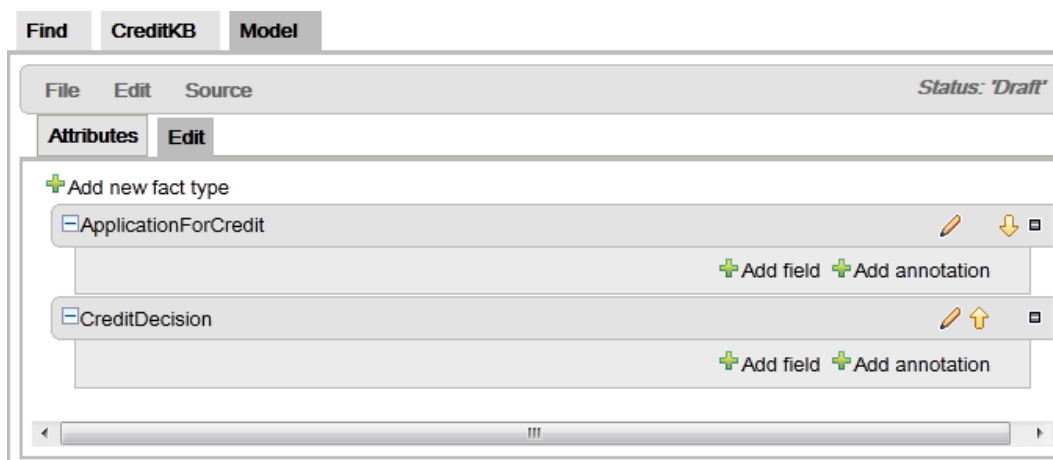 Find CreditKB Model
File Edit Source Status: 'Draft'
Attributes Edit
Add new fact type
ApplicationForCredit
Add field Add annotation
CreditDecision
Add field Add annotation